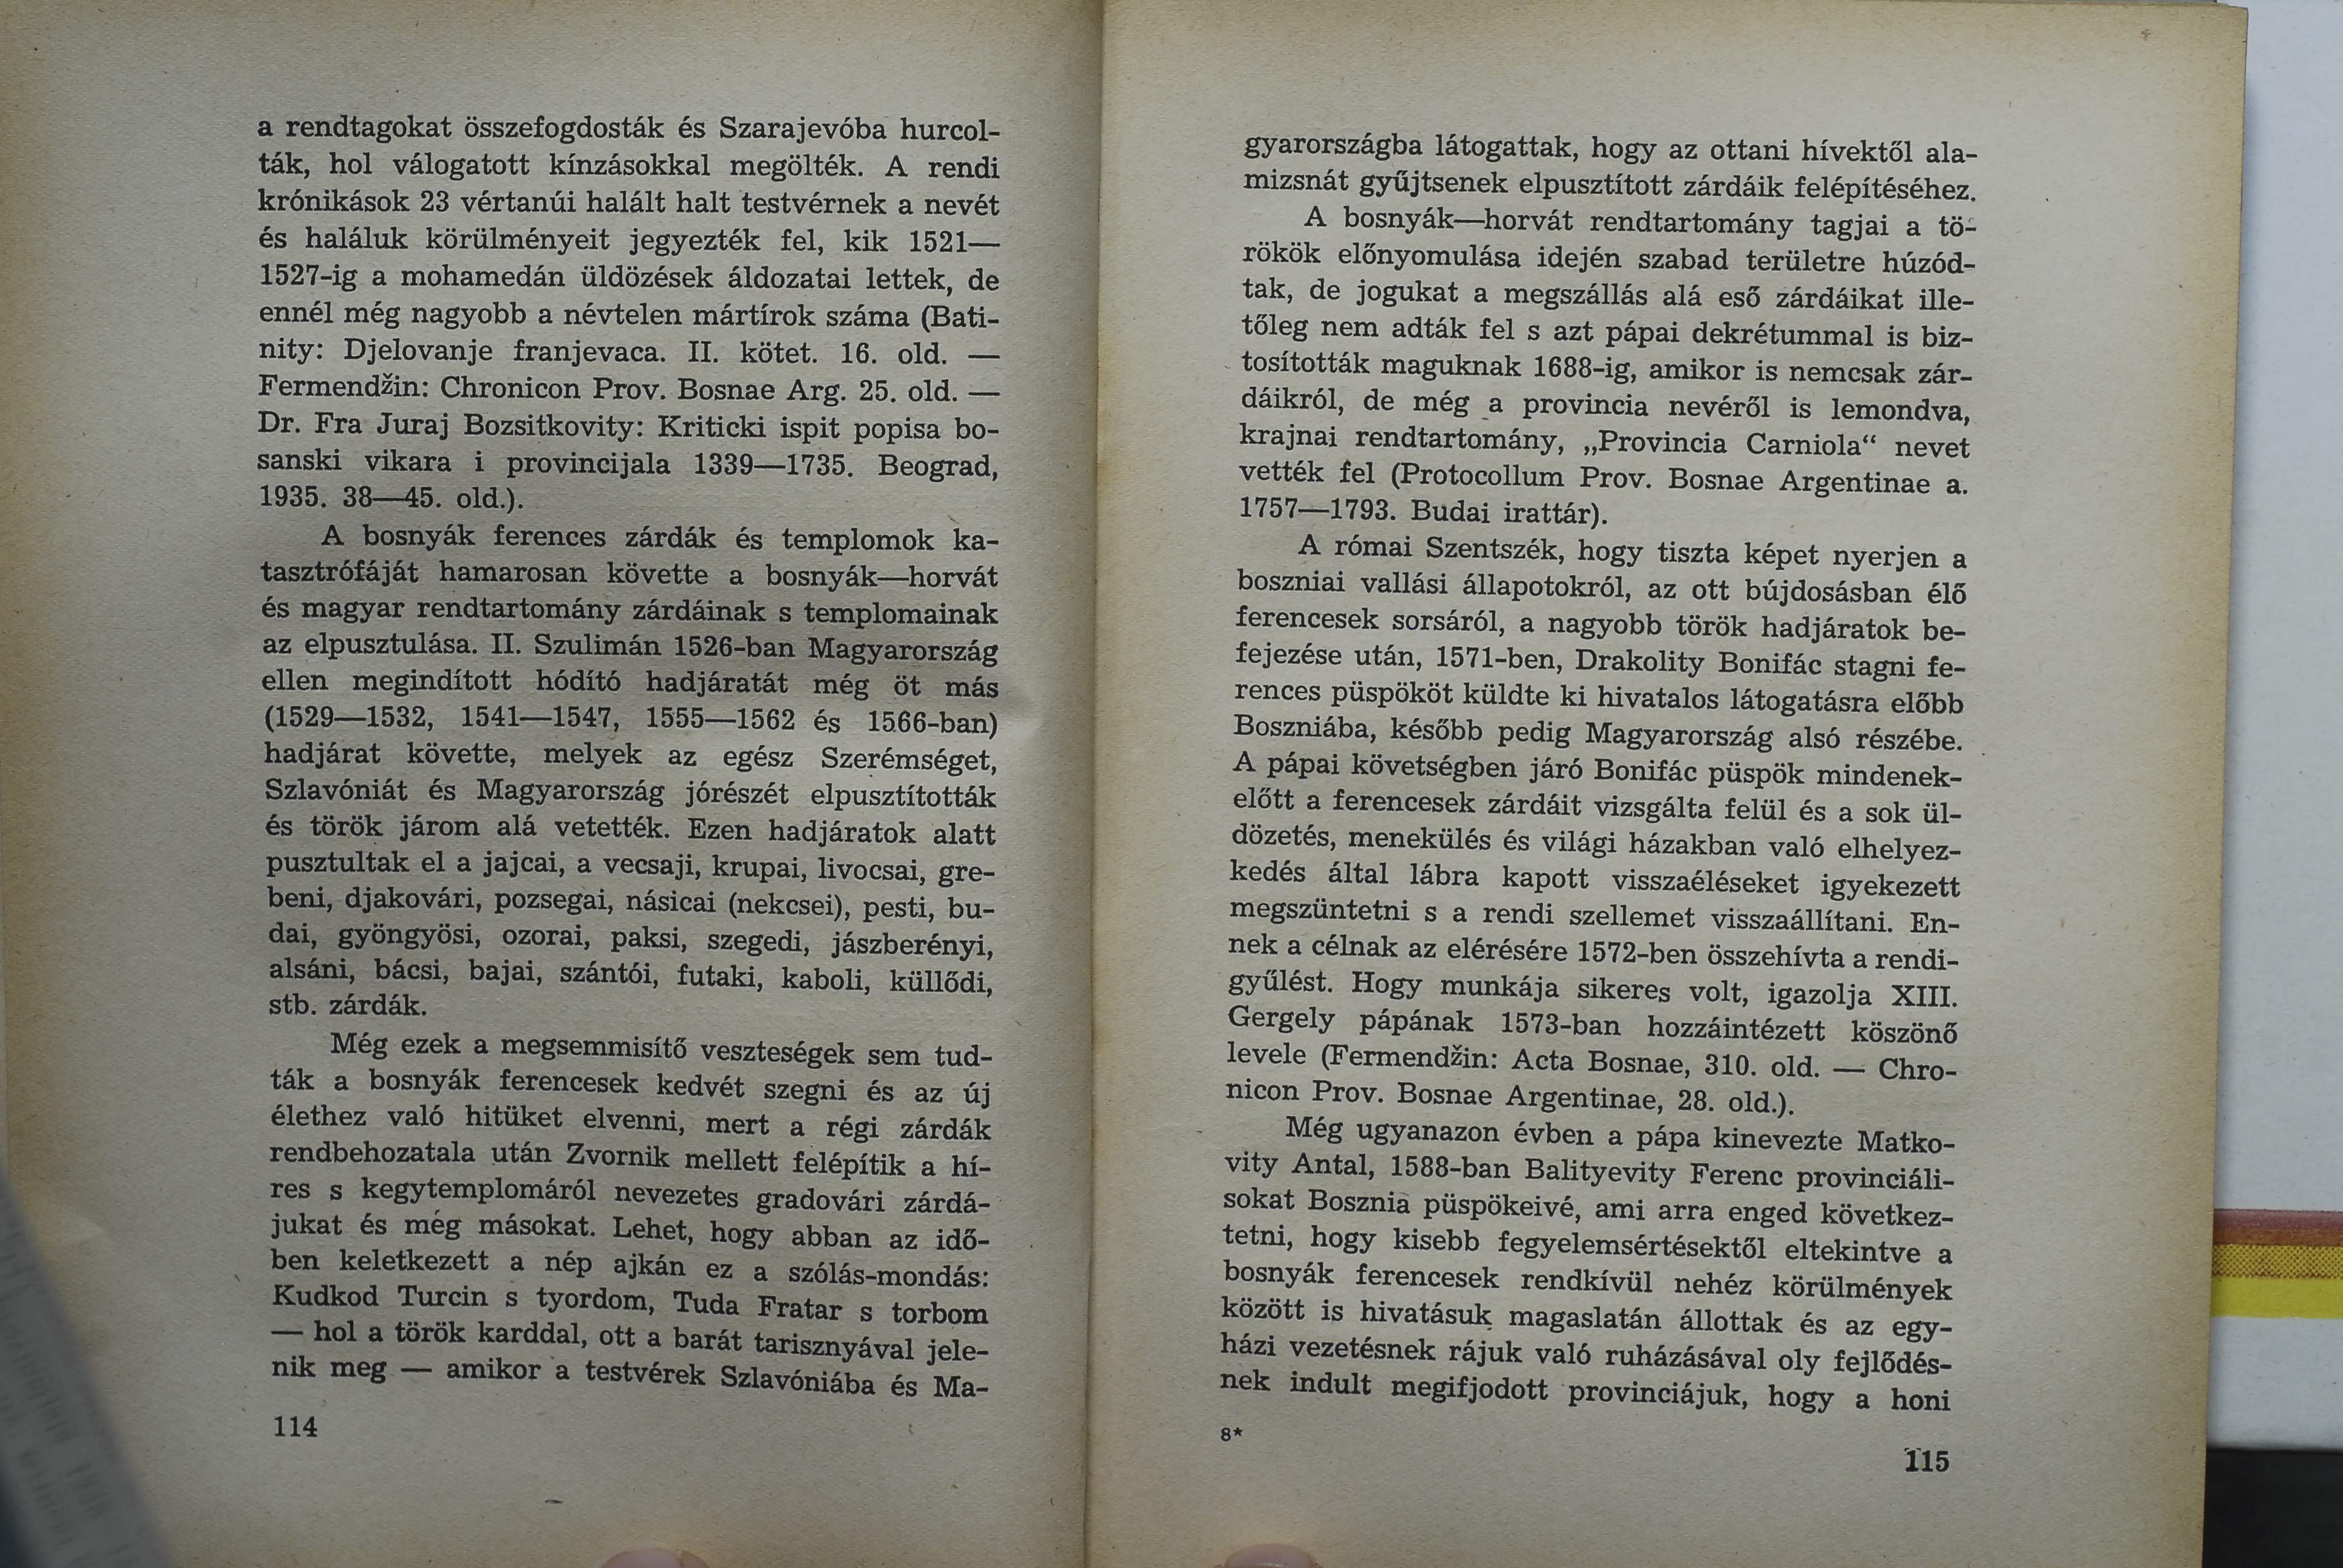 a rendtagokat összefogdosták és Szarajevóba hurcol-
ták, hol válogatott kínzásokkal megölték. A rendi
krónikások 23 vértanúi halált halt testvérnek a nevét
és haláluk körülményeit jegyezték fel, kik 1521—
1527-ig a mohamedán üldözések áldozatai lettek, de
ennél még nagyobb a névtelen mártírok száma (Bati-
nity: Djelovanje franjevaca. II. kötet. 16. old. —
Fermendžin: Chronicon Prov. Bosnae Arg. 25. old. —
Dr. Fra Juraj Bozsitkovity: Kriticki ispit popisa bo-
sanski vikara i provincijala 1339—1735. Beograd,
1935. 38—45. old.).
A bosnyák ferences zárdák és templomok ka-
tasztrófáját hamarosan követte a bosnyák—horvát
és magyar rendtartomány zárdáinak s templomainak
az elpusztulása. II. Szulimán 1526-ban Magyarország
ellen megindított hódító hadjáratát még öt más
(1529—1532, 1541—1547, 1555—1562 és 1566-ban)
hadjárat követte, melyek az egész Szerémséget,
Szlavóniát és Magyarország jórészét elpusztították
és török járom alá vetették. Ezen hadjáratok alatt
pusztultak el a jajcai, a vecsaji, krupai, livocsai, gre-
beni, djakovári, pozsegai, násicai (nekcsei), pesti, bu-
dai, gyöngyösi, ozorai, paksi, szegedi, jászberényi,
alsáni, bácsi, bajai, szántói, futaki, kaboli, küllődi,
stb. zárdák.
Még ezek a megsemmisítő veszteségek sem tud-
ták a bosnyák ferencesek kedvét szegni és az új
élethez való hitüket elvenni, mert a régi zárdák
rendbehozatala után Zvornik mellett felépítik a hí-
res s kegytemplomáról nevezetes gradovári zárdá-
jukat és még másokat. Lehet, hogy abban az idő-
ben keletkezett a nép ajkán ez a szólás-mondás:
Kudkod Turcin s tyordom, Tuda Fratar s torbom
— hol a török karddal, ott a barát tarisznyával jele-
nik meg — amikor a testvérek Szlavóniába és Ma-
114
gyarországba látogattak, hogy az ottani hívektől ala-
mizsnát gyűjtsenek elpusztított zárdáik felépítéséhez.
A bosnyák—horvát rendtartomány tagjai a tö-
rökök előnyomulása idején szabad területre húzód-
tak, de jogukat a megszállás alá eső zárdáikat ille-
tőleg nem adták fel s azt pápai dekrétummal is biz-
tosították maguknak 1688-ig, amikor is nemcsak zár-
dáikról, de még a provincia nevéről is lemondva,
krajnai rendtartomány, „Provincia Carniola“ nevet
vették fel (Protocollum Prov. Bosnae Argentinae a.
1757—1793. Budai irattár).
A római Szentszék, hogy tiszta képet nyerjen a
boszniai vallási állapotokról, az ott bújdosásban élő
ferencesek sorsáról, a nagyobb török hadjáratok be-
fejezése után, 1571-ben, Drakolity Bonifác stagni fe-
rences püspököt küldte ki hivatalos látogatásra előbb
Boszniába, később pedig Magyarország alsó részébe.
A pápai követségben járó Bonifác püspök mindenek-
előtt a ferencesek zárdáit vizsgálta felül és a sok ül-
dözetés, menekülés és világi házakban való elhelyez-
kedés által lábra kapott visszaéléseket igyekezett
megszüntetni s a rendi szellemet visszaállítani. En-
nek a célnak az elérésére 1572-ben összehívta a rendi-
gyűlést. Hogy munkája sikeres volt, igazolja XIII.
Gergely pápának 1573-ban hozzáintézett köszönő
levele (Fermendžin: Acta Bosnae, 310. old. — Chro-
nicon Prov. Bosnae Argentinae, 28. old.).
Még ugyanazon évben a pápa kinevezte Matko-
vity Antal, 1588-ban Balityevity Ferenc provinciáli-
sokat Bosznia püspökeivé, ami arra enged következ-
tetni, hogy kisebb fegyelemsértésektől eltekintve a
bosnyák ferencesek rendkívül nehéz körülmények
között is hivatásuk magaslatán állottak és az egy-
házi vezetésnek rájuk való ruházásával oly fejlődés-
nek indult megifjodott provinciájuk, hogy a honi
8*
115